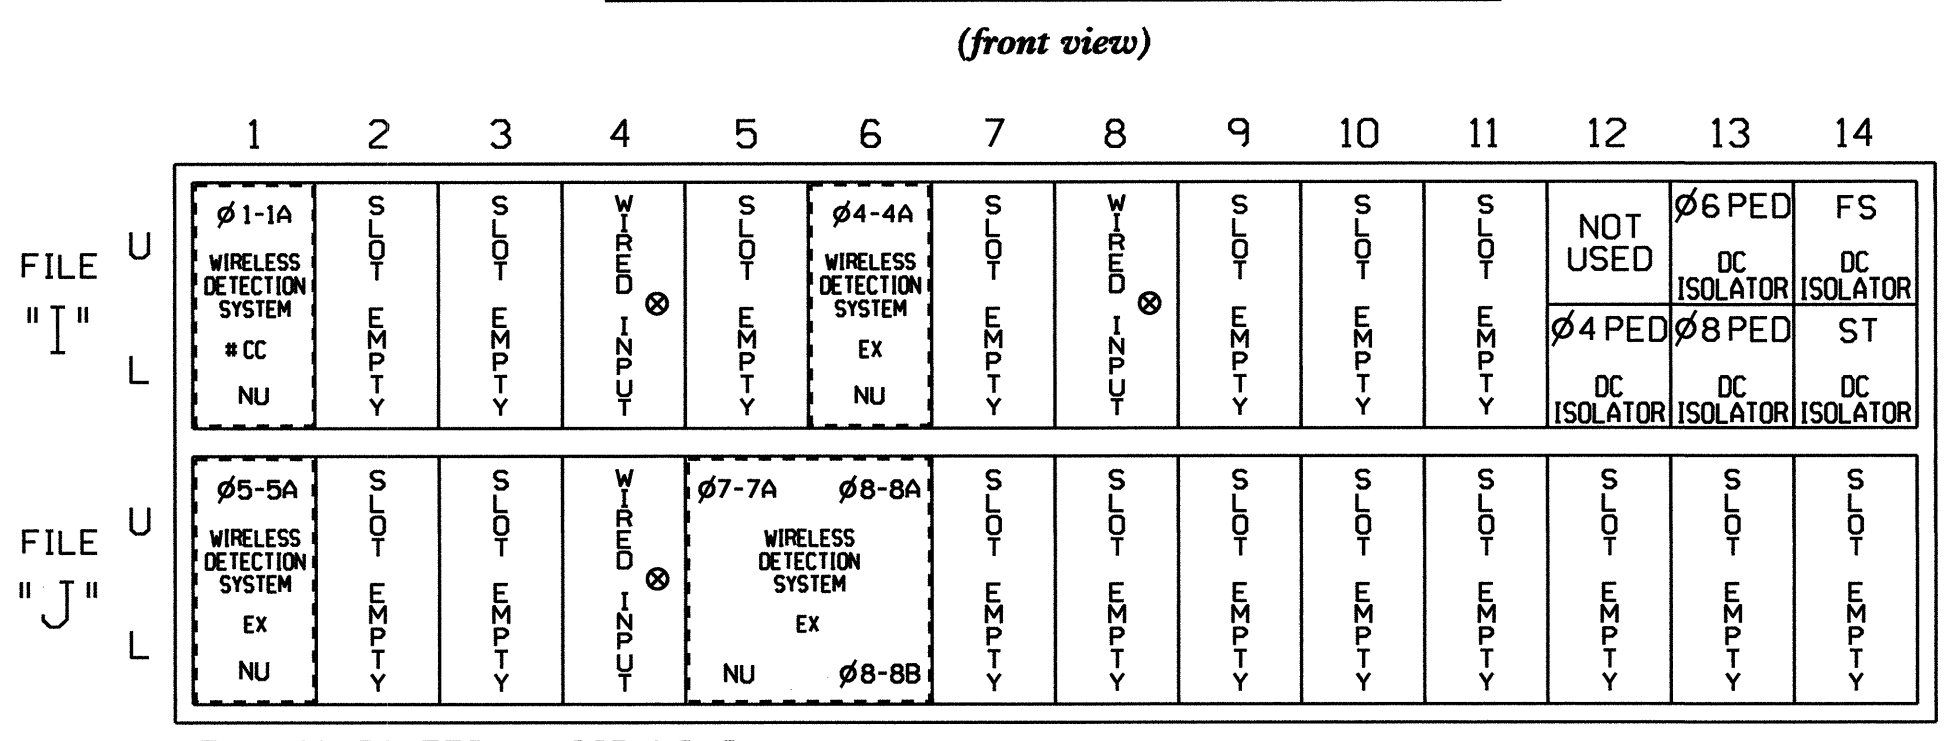 (front view)
1 2 3 4 5 6 7 8 9 10 11 12 13 14
FILE "I"
U
L
Ø1-1A
WIRELESS
DETECTION
SYSTEM
#CC
NU
SLOT EMPTY
SLOT EMPTY
WIRED INPUT
SLOT EMPTY
Ø4-4A
WIRELESS
DETECTION
SYSTEM
EX
NU
SLOT EMPTY
WIRED INPUT
SLOT EMPTY
SLOT EMPTY
SLOT EMPTY
NOT
USED
Ø4 PED
DC
ISOLATOR
Ø6 PED
DC
ISOLATOR
Ø8 PED
DC
ISOLATOR
FS
DC
ISOLATOR
ST
DC
ISOLATOR
FILE "J"
U
L
Ø5-5A
WIRELESS
DETECTION
SYSTEM
EX
NU
SLOT EMPTY
SLOT EMPTY
WIRED INPUT
Ø7-7A Ø8-8A
WIRELESS
DETECTION
SYSTEM
EX
NU Ø8-8B
SLOT EMPTY
SLOT EMPTY
SLOT EMPTY
SLOT EMPTY
SLOT EMPTY
SLOT EMPTY
SLOT EMPTY
SLOT EMPTY